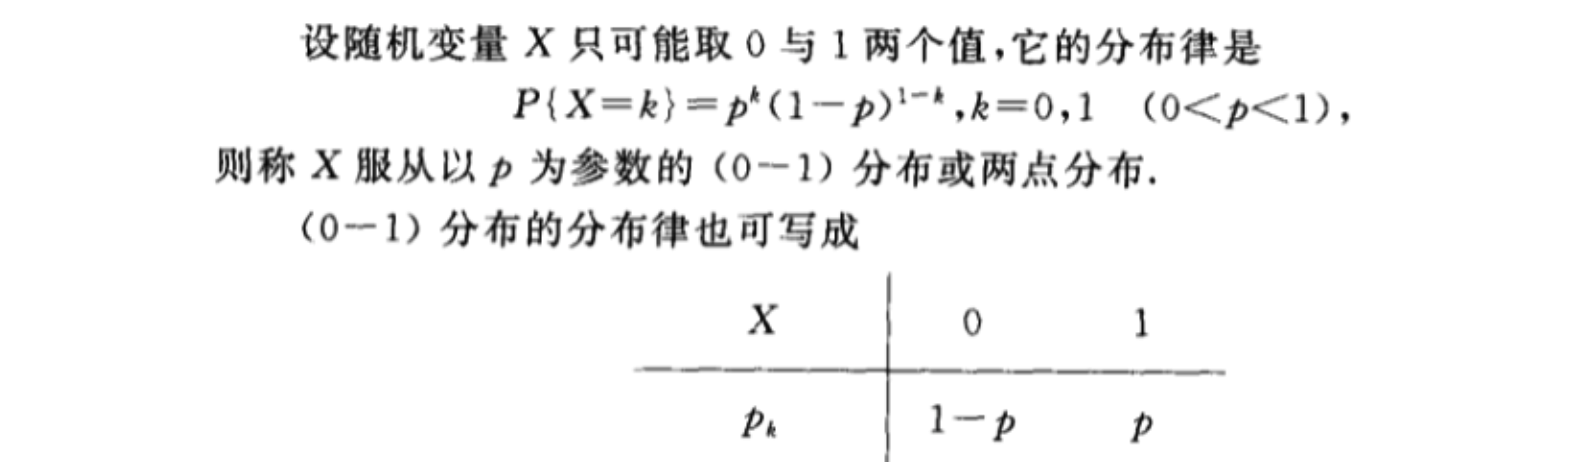 设随机变量 X 只可能取 0 与 1 两个值,它的分布律是
P{X=k}=p^k(1-p)^{1-k},k=0,1 (0<p<1),
则称 X 服从以 p 为参数的 (0—1) 分布或两点分布.
(0—1) 分布的分布律也可写成
X 0 1
p_k 1-p p